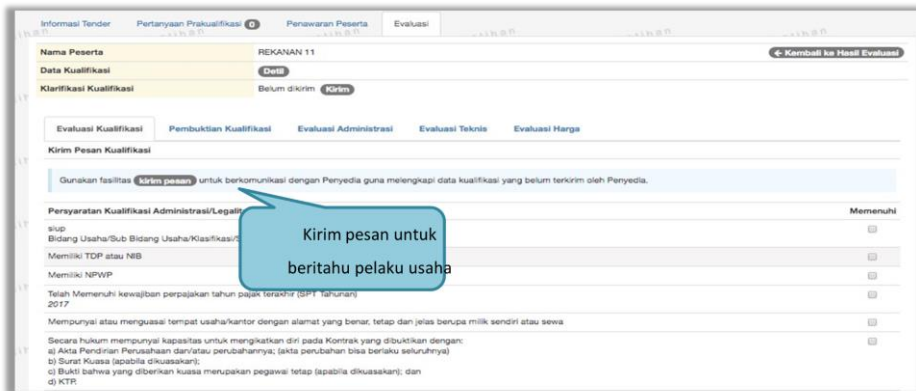 Informasi Tender Pertanyaan Prakualifikasi 0 Penawaran Peserta Evaluasi
Nama Peserta REKANAN 11 Kembali ke Hasil Evaluasi
Data Kualifikasi Detil
Klarifikasi Kualifikasi Belum dikirim Kirim
Evaluasi Kualifikasi Pembuktian Kualifikasi Evaluasi Administrasi Evaluasi Teknis Evaluasi Harga
Kirim Pesan Kualifikasi
Gunakan fasilitas kirim pesan untuk berkomunikasi dengan Penyedia guna melengkapi data kualifikasi yang belum terkirim oleh Penyedia.
Persyaratan Kualifikasi Administrasi/Legalit Memenuhi
siup
Bidang Usaha/Sub Bidang Usaha/Klasifikasi/S
Kirim pesan untuk
beritahu pelaku usaha
Memiliki TDP atau NIB
Memiliki NPWP
Telah Memenuhi kewajiban perpajakan tahun pajak terakhir (SPT Tahunan)
2017
Mempunyai atau menguasai tempat usaha/kantor dengan alamat yang benar, tetap dan jelas berupa milik sendiri atau sewa
Secara hukum mempunyai kapasitas untuk mengikatkan diri pada Kontrak yang dibuktikan dengan:
a) Akta Pendirian Perusahaan dan/atau perubahannya; (akta perubahan bisa berlaku seluruhnya)
b) Surat Kuasa (apabila dikuasakan);
c) Bukti bahwa yang diberikan kuasa merupakan pegawai tetap (apabila dikuasakan); dan
d) KTP.